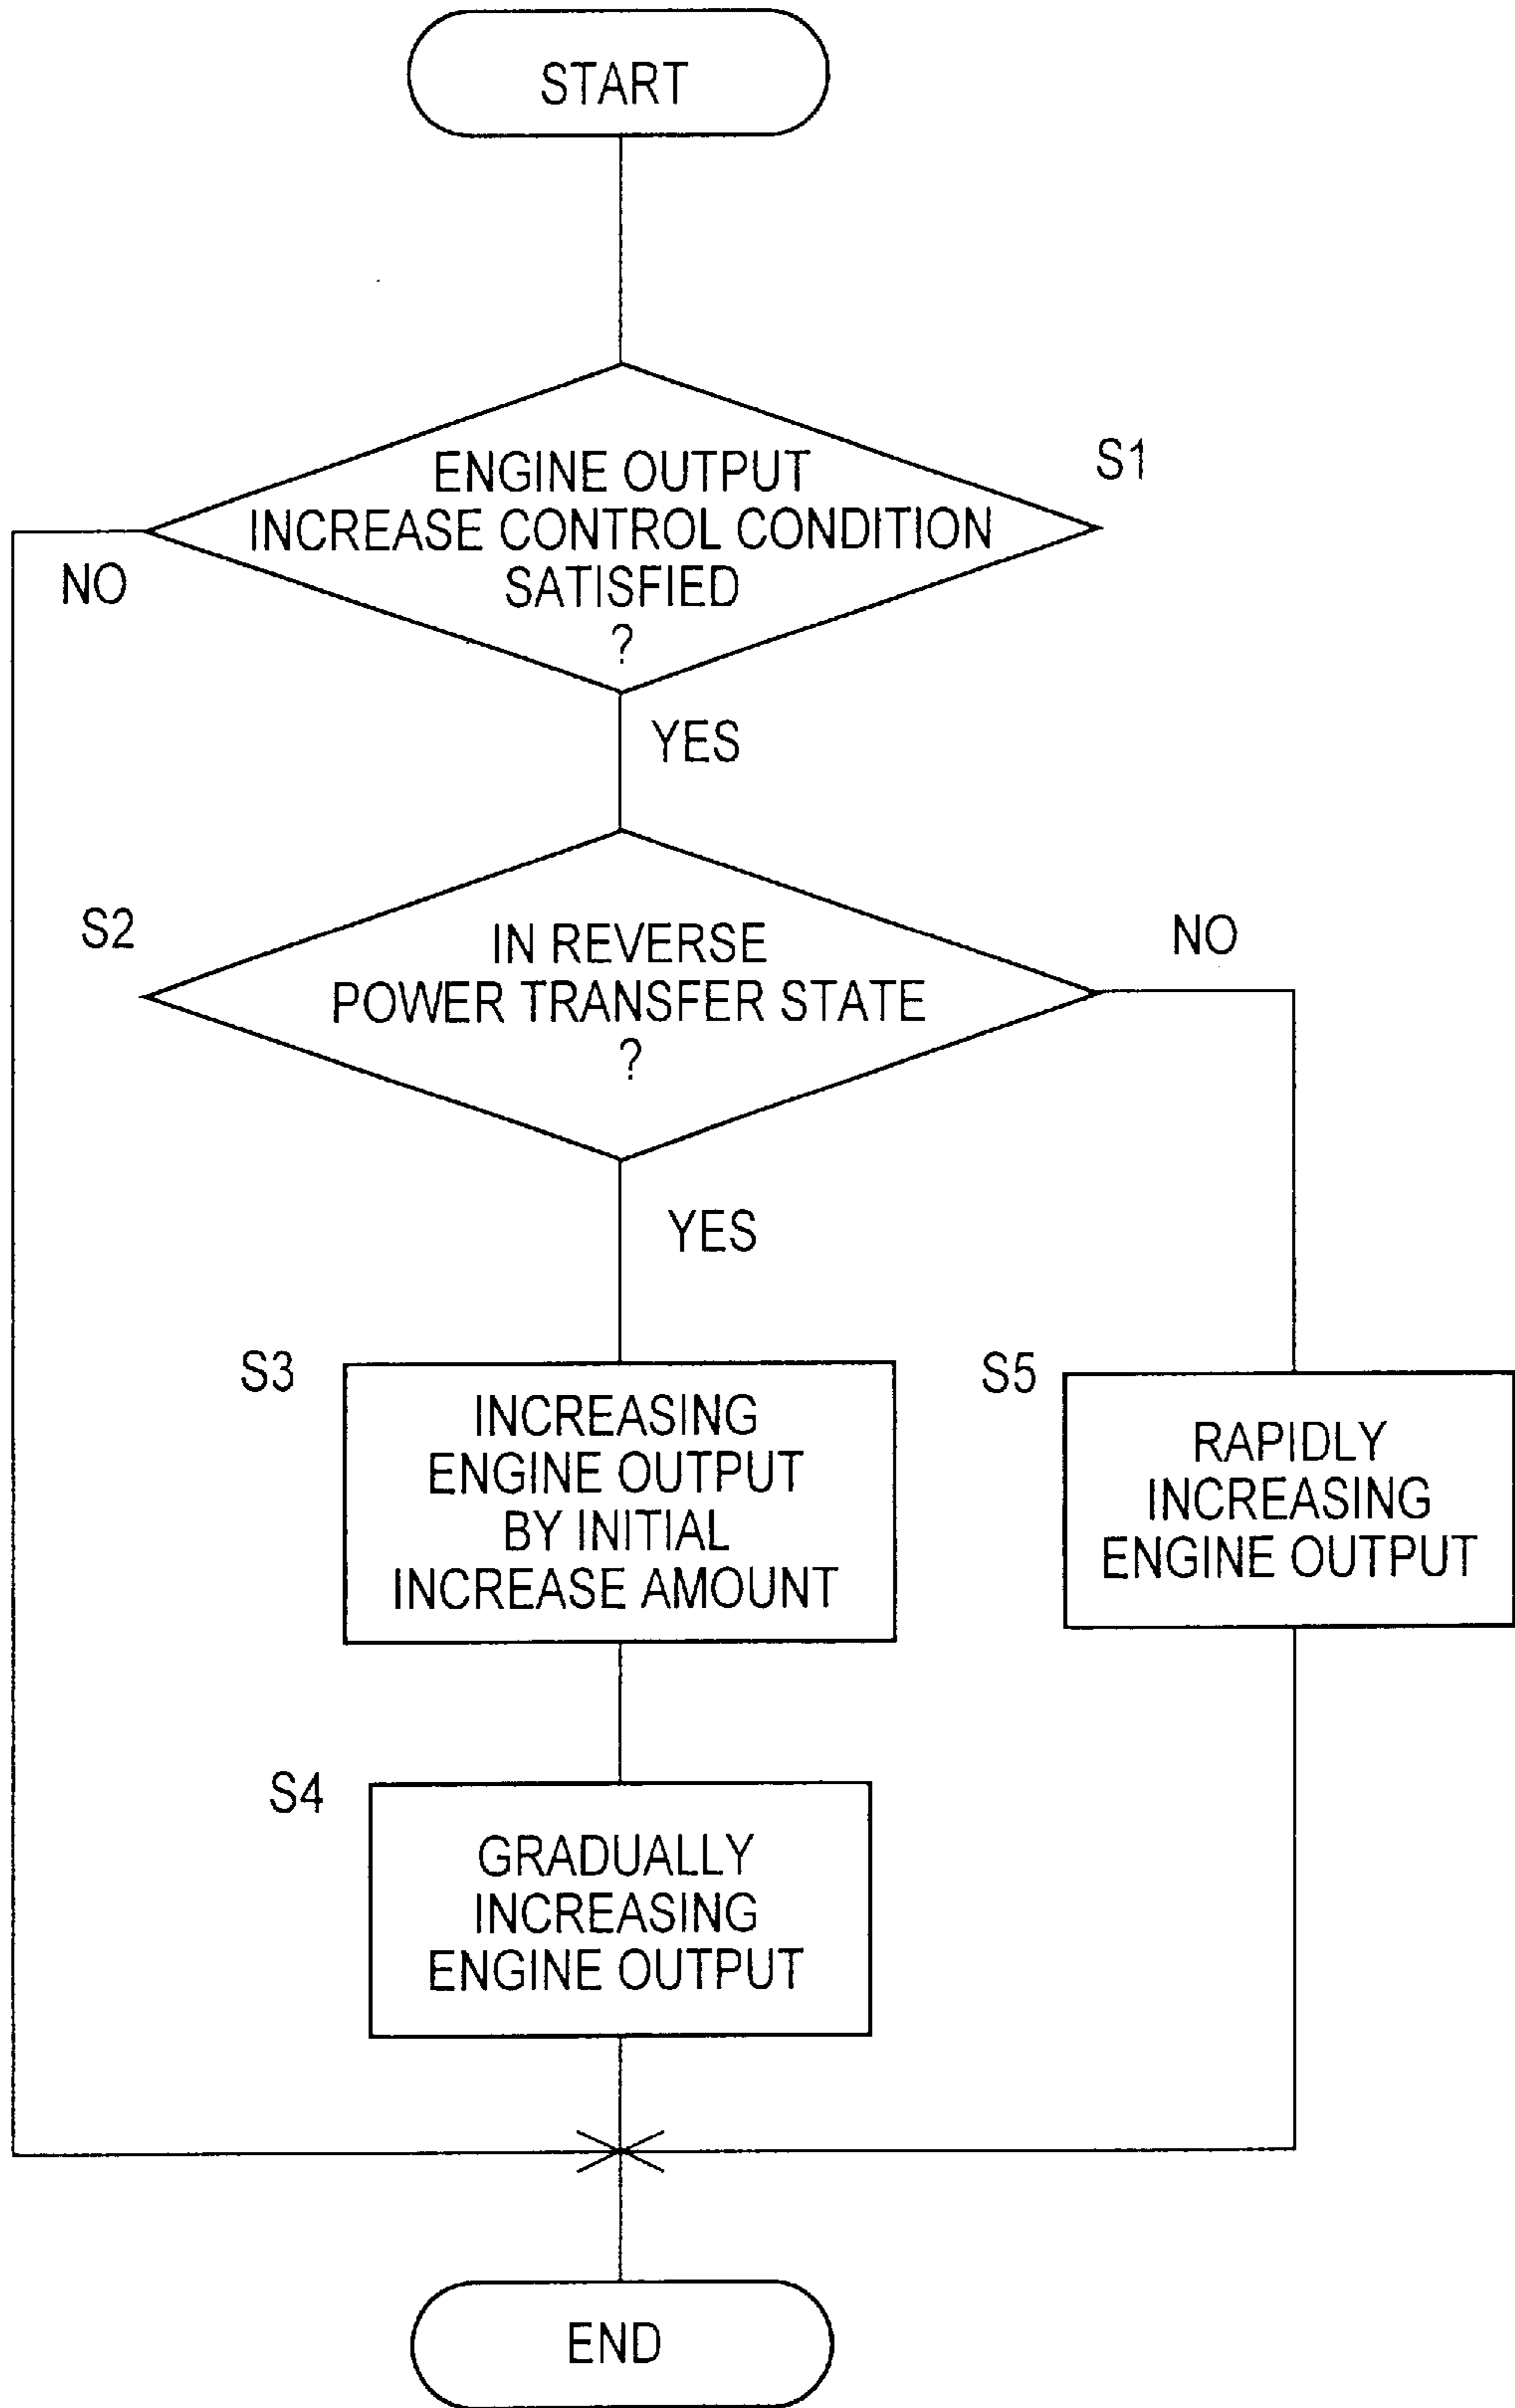 START
ENGINE OUTPUT
INCREASE CONTROL CONDITION
SATISFIED
?
S1
NO
YES
S2
IN REVERSE
POWER TRANSFER STATE
?
NO
YES
S3
INCREASING
ENGINE OUTPUT
BY INITIAL
INCREASE AMOUNT
S5
RAPIDLY
INCREASING
ENGINE OUTPUT
S4
GRADUALLY
INCREASING
ENGINE OUTPUT
END